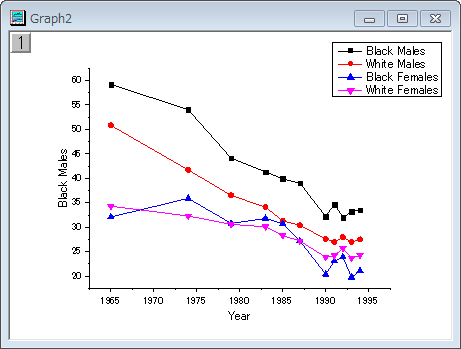 Graph2
1
Black Males
White Males
Black Females
White Females
60
55
50
45
40
35
30
25
20
Black Males
1965 1970 1975 1980 1985 1990 1995
Year